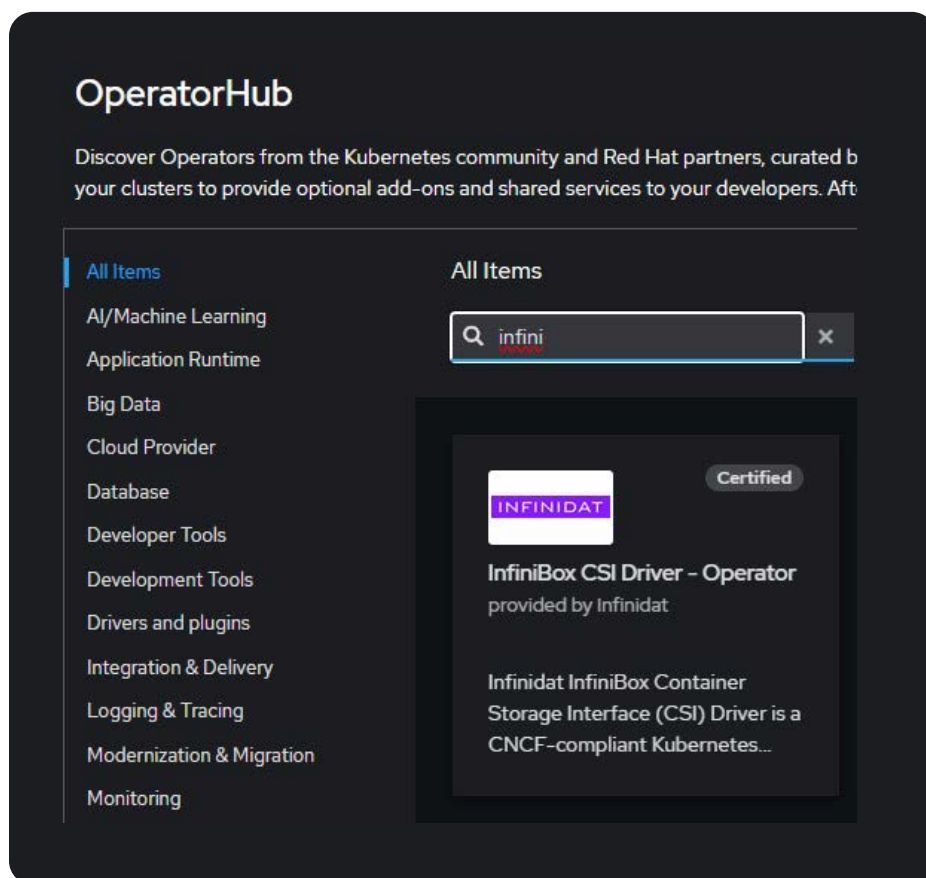 OperatorHub
Discover Operators from the Kubernetes community and Red Hat partners, curated b
your clusters to provide optional add-ons and shared services to your developers. Aft
All Items
AI/Machine Learning
Application Runtime
Big Data
Cloud Provider
Database
Developer Tools
Development Tools
Drivers and plugins
Integration & Delivery
Logging & Tracing
Modernization & Migration
Monitoring
All Items
infini
Certified
INFINIDAT
InfiniBox CSI Driver - Operator
provided by Infinidat
Infinidat InfiniBox Container
Storage Interface (CSI) Driver is a
CNCF-compliant Kubernetes...